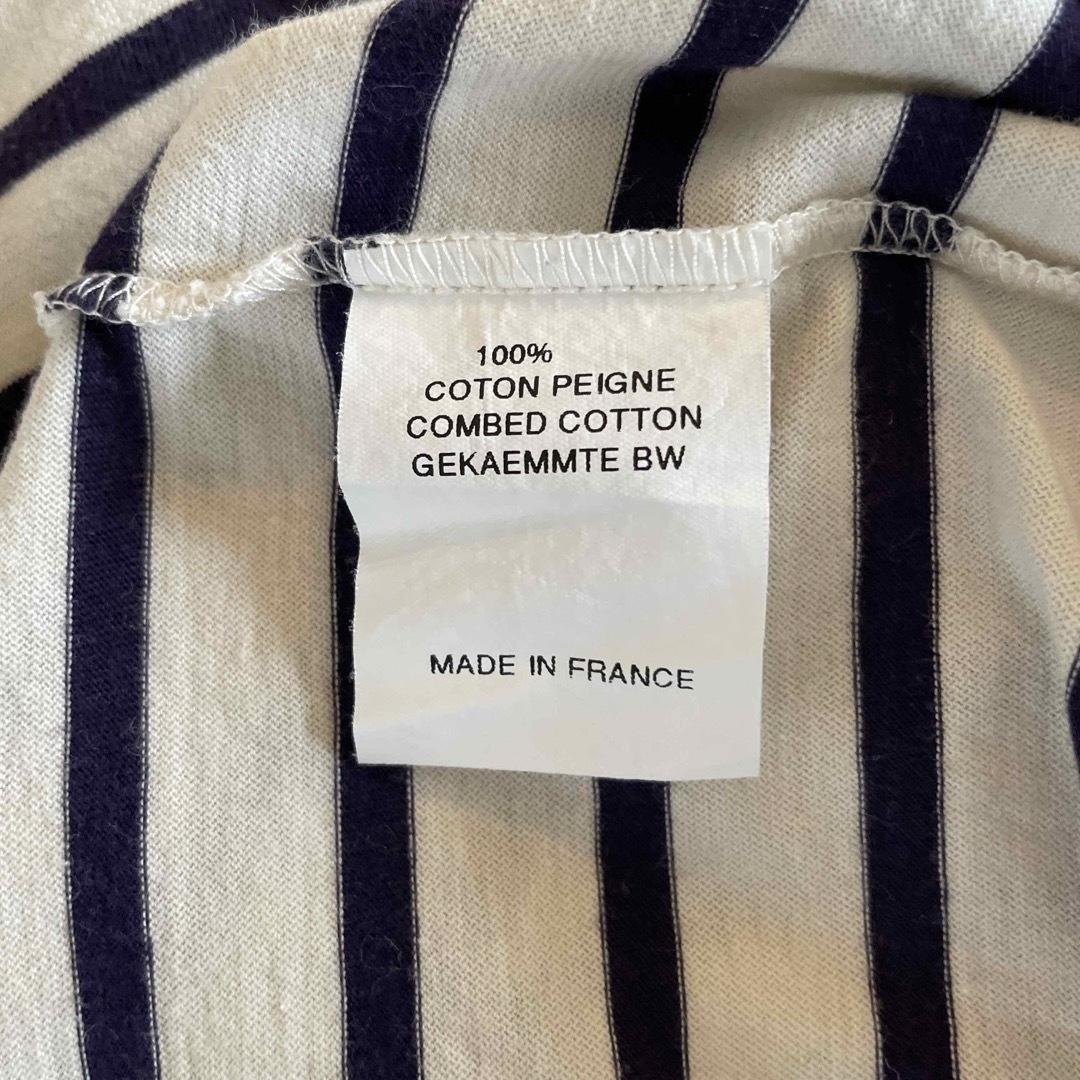 100%
COTON PEIGNE
COMBED COTTON
GEKAEMMTE BW
MADE IN FRANCE